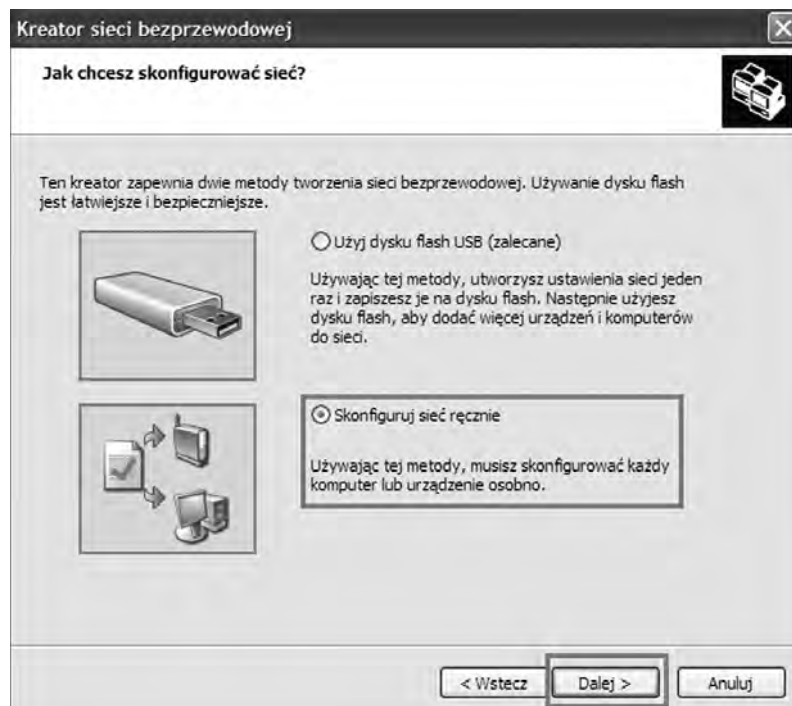 Kreator sieci bezprzewodowej
Jak chcesz skonfigurować sieć?
Ten kreator zapewnia dwie metody tworzenia sieci bezprzewodowej. Używanie dysku flash
jest łatwiejsze i bezpieczniejsze.
Użyj dysku flash USB (zalecane)
Używając tej metody, utworzysz ustawienia sieci jeden
raz i zapiszesz je na dysku flash. Następnie użyjesz
dysku flash, aby dodać więcej urządzeń i komputerów
do sieci.
Skonfiguruj sieć ręcznie
Używając tej metody, musisz skonfigurować każdy
komputer lub urządzenie osobno.
< Wstecz Dalej > Anuluj